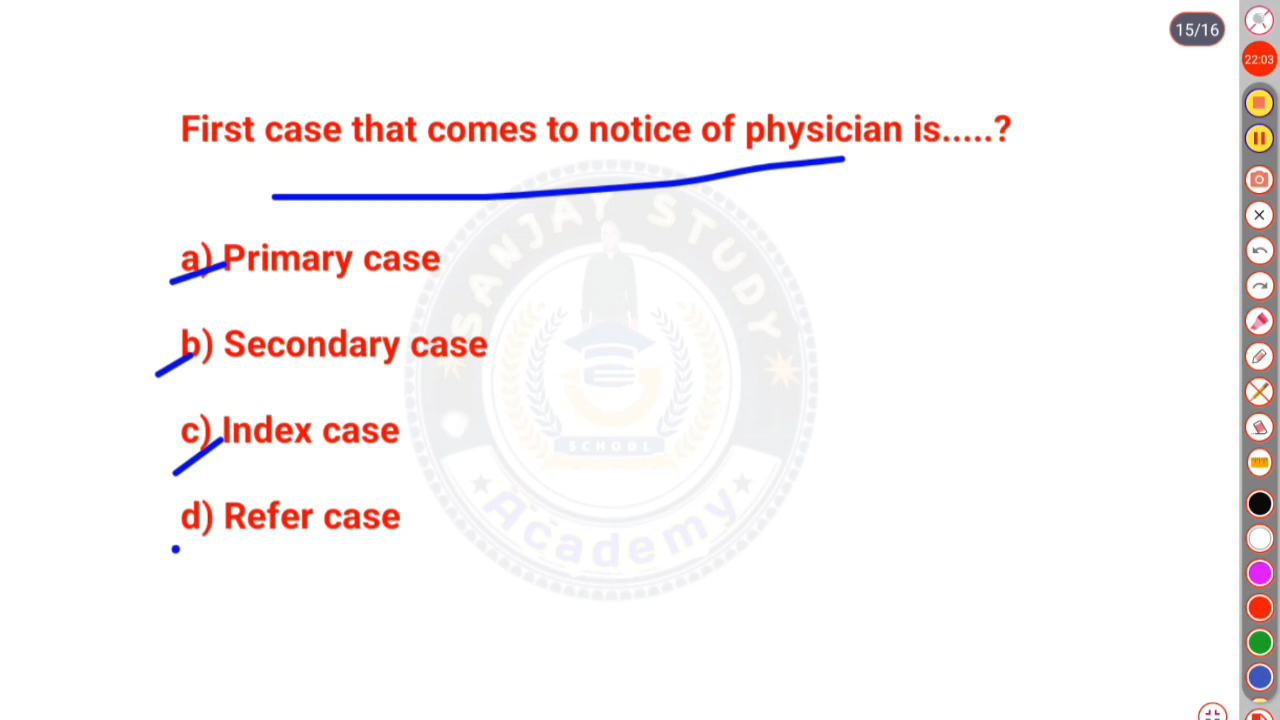 15/16
22:03
First case that comes to notice of physician is.....?
a) Primary case
b) Secondary case
c) Index case
d) Refer case
SANJAY STUDY
SCHOOL
Academy